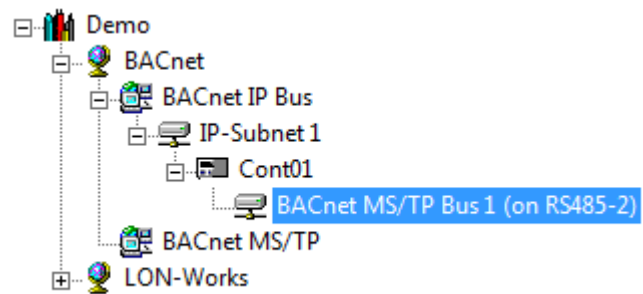 Demo
BACnet
BACnet IP Bus
IP-Subnet 1
Cont01
BACnet MS/TP Bus 1 (on RS485-2)
BACnet MS/TP
LON-Works